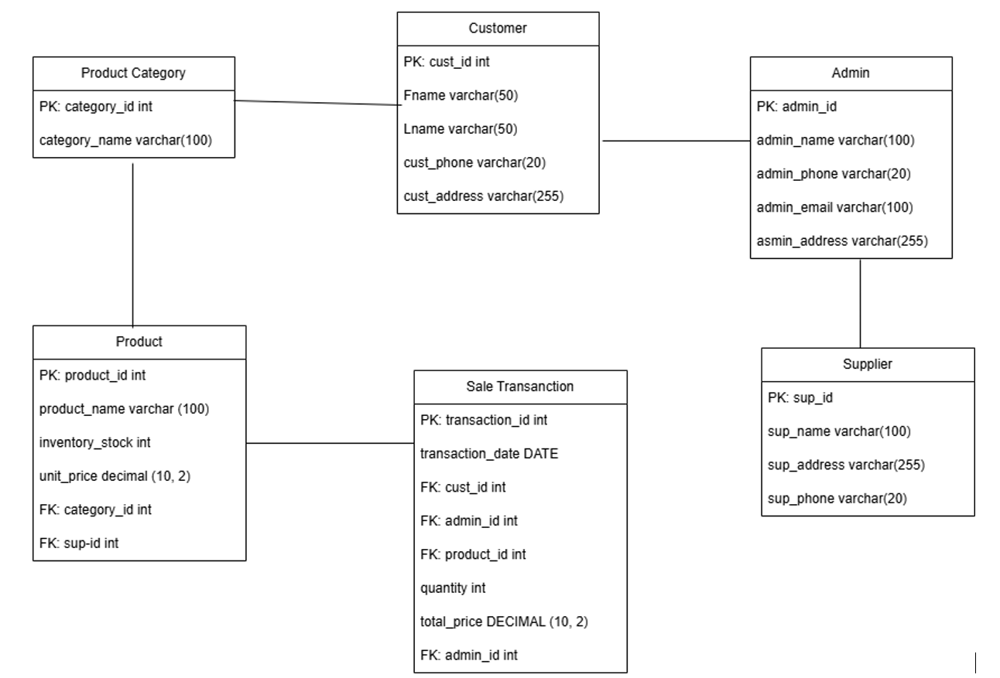 Customer
PK: cust_id int
Fname varchar(50)
Lname varchar(50)
cust_phone varchar(20)
cust_address varchar(255)
Product Category
PK: category_id int
category_name varchar(100)
Admin
PK: admin_id
admin_name varchar(100)
admin_phone varchar(20)
admin_email varchar(100)
asmin_address varchar(255)
Product
PK: product_id int
product_name varchar (100)
inventory_stock int
unit_price decimal (10, 2)
FK: category_id int
FK: sup-id int
Sale Transanction
PK: transaction_id int
transaction_date DATE
FK: cust_id int
FK: admin_id int
FK: product_id int
quantity int
total_price DECIMAL (10, 2)
FK: admin_id int
Supplier
PK: sup_id
sup_name varchar(100)
sup_address varchar(255)
sup_phone varchar(20)